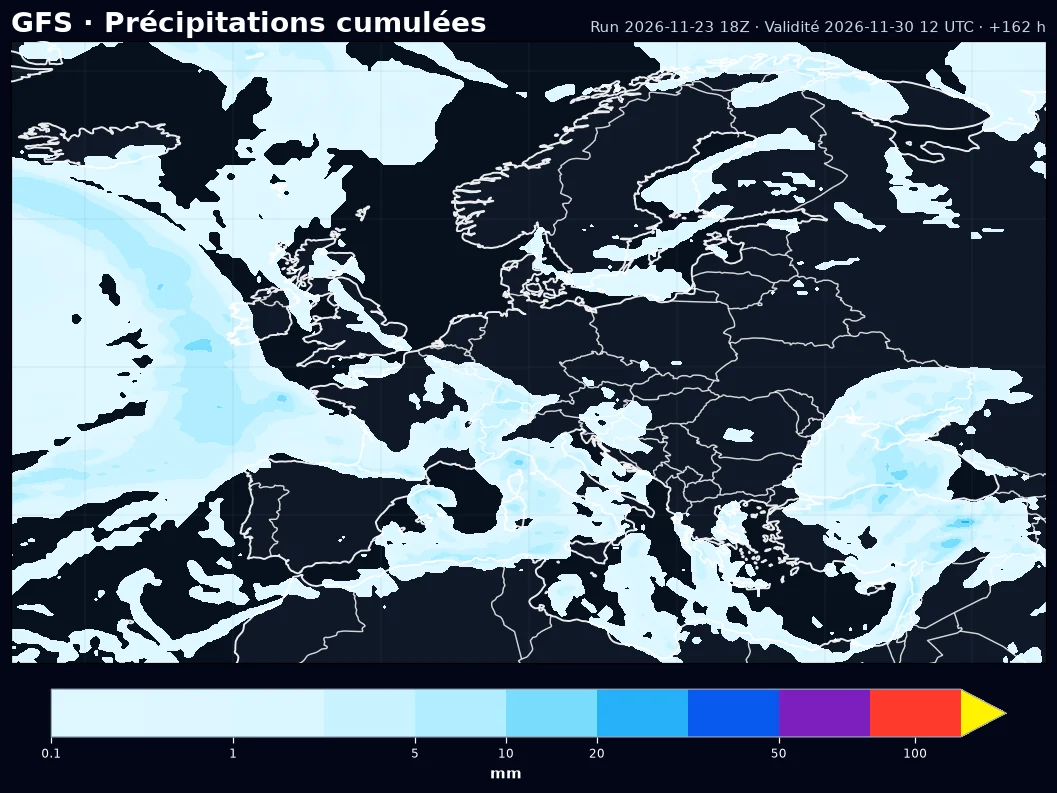 GFS · Précipitations cumulées
Run 2026-11-23 18Z · Validité 2026-11-30 12 UTC · +162 h
0.1 1 5 10 20 50 100
mm